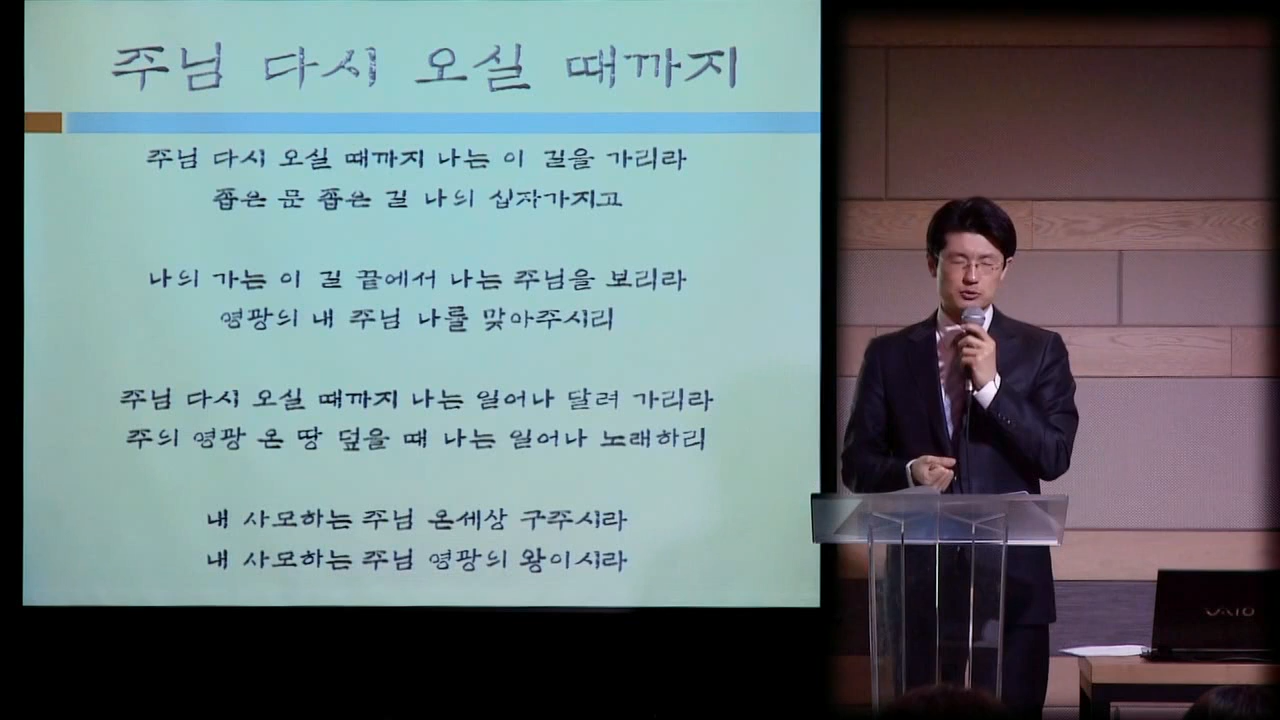 주님 다시 오실 때까지
주님 다시 오실 때까지 나는 이 길을 가리라
좁은 문 좁은 길 나의 십자가지고
나의 가는 이 길 끝에서 나는 주님을 보리라
영광의 내 주님 나를 맞아주시리
주님 다시 오실 때까지 나는 일어나 달려 가리라
주의 영광 온 땅 덮을 때 나는 일어나 노래하리
내 사모하는 주님 온세상 구주시라
내 사모하는 주님 영광의 왕이시라
VAIO